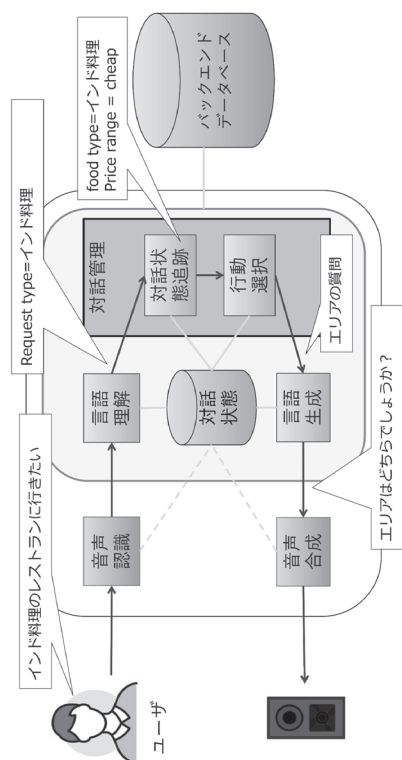 インド料理のレストランに行きたい
Request type=インド料理
food type=インド料理
Price range = cheap
ユーザ
音声
認識
言語
理解
対話管理
対話状
態追跡
行動
選択
対話
状態
バックエンド
データベース
音声
合成
言語
生成
エリアの質問
エリアはどちらでしょうか？